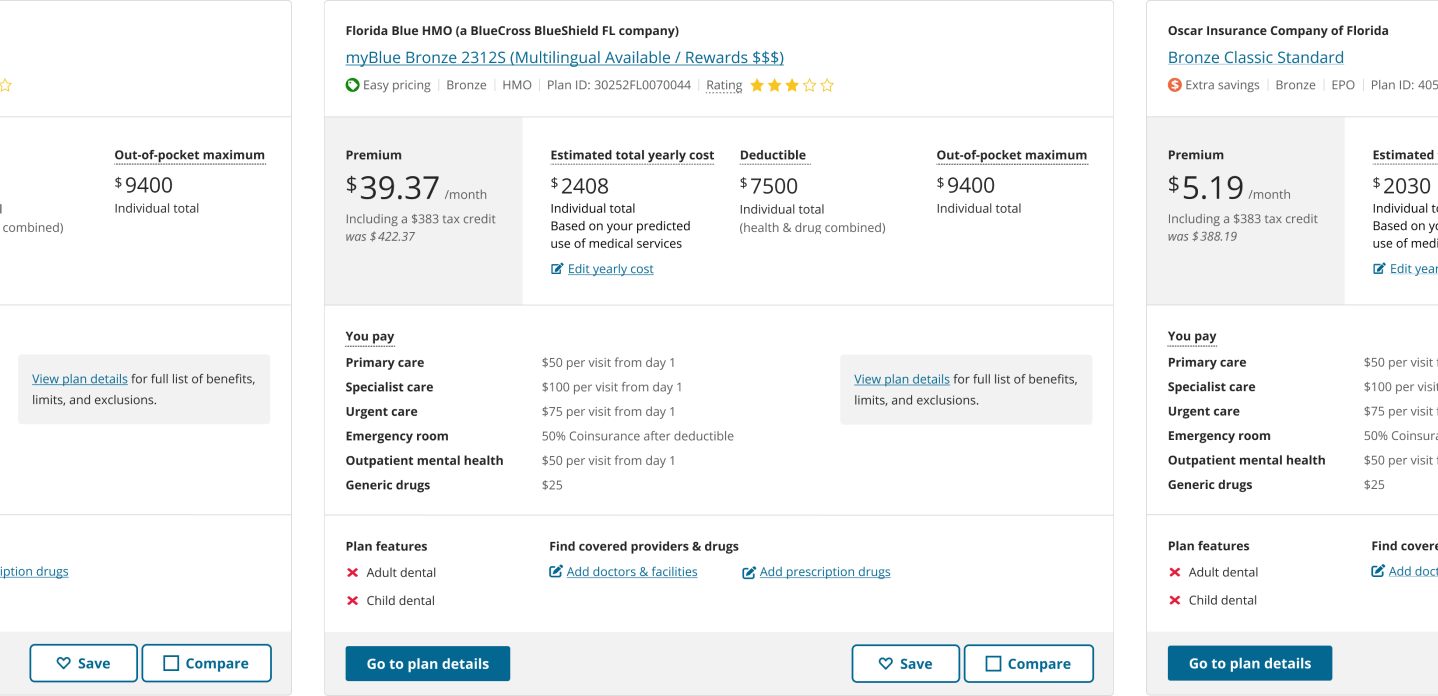 Out-of-pocket maximum
$9400
Individual total
combined)
View plan details for full list of benefits,
limits, and exclusions.
iption drugs
Save
Compare
Florida Blue HMO (a BlueCross BlueShield FL company)
myBlue Bronze 2312S (Multilingual Available / Rewards $$$)
Easy pricing | Bronze | HMO | Plan ID: 30252FL0070044 | Rating
Premium
$39.37 /month
Including a $383 tax credit
was $422.37
Estimated total yearly cost
$2408
Individual total
Based on your predicted
use of medical services
Edit yearly cost
Deductible
$7500
Individual total
(health & drug combined)
Out-of-pocket maximum
$9400
Individual total
You pay
Primary care $50 per visit from day 1
Specialist care $100 per visit from day 1
Urgent care $75 per visit from day 1
Emergency room 50% Coinsurance after deductible
Outpatient mental health $50 per visit from day 1
Generic drugs $25
View plan details for full list of benefits,
limits, and exclusions.
Plan features
Adult dental
Child dental
Find covered providers & drugs
Add doctors & facilities
Add prescription drugs
Go to plan details
Save
Compare
Oscar Insurance Company of Florida
Bronze Classic Standard
$ Extra savings | Bronze | EPO | Plan ID: 405
Premium
$5.19 /month
Including a $383 tax credit
was $388.19
Estimated
$2030
Individual t
Based on yo
use of medi
Edit year
You pay
Primary care $50 per visit
Specialist care $100 per visit
Urgent care $75 per visit
Emergency room 50% Coinsura
Outpatient mental health $50 per visit
Generic drugs $25
Plan features
Adult dental
Child dental
Find covere
Add doct
Go to plan details